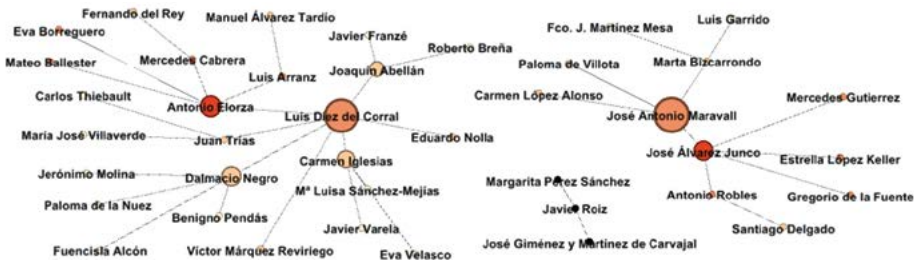 Fernando del Rey
Manuel Álvarez Tardío
Eva Borreguero
Javier Franzé
Roberto Breña
Mateo Ballester
Mercedes Cabrera
Luis Arranz
Joaquín Abellán
Carlos Thiebault
Antonio Elorza
Luis Díez del Corral
María José Villaverde
Juan Trías
Eduardo Nolla
Carmen Iglesias
Jerónimo Molina
Dalmacio Negro
Mª Luisa Sánchez-Mejías
Paloma de la Nuez
Benigno Pendás
Javier Varela
Fuencisla Alcón
Víctor Márquez Reviriego
Eva Velasco
Luis Garrido
Fco. J. Martínez Mesa
Paloma de Villota
Marta Bizcarrondo
Carmen López Alonso
José Antonio Maravall
Mercedes Gutierrez
José Álvarez Junco
Estrella López Keller
Margarita Pérez Sánchez
Antonio Robles
Gregorio de la Fuente
Javier Roiz
Santiago Delgado
José Giménez y Martínez de Carvajal